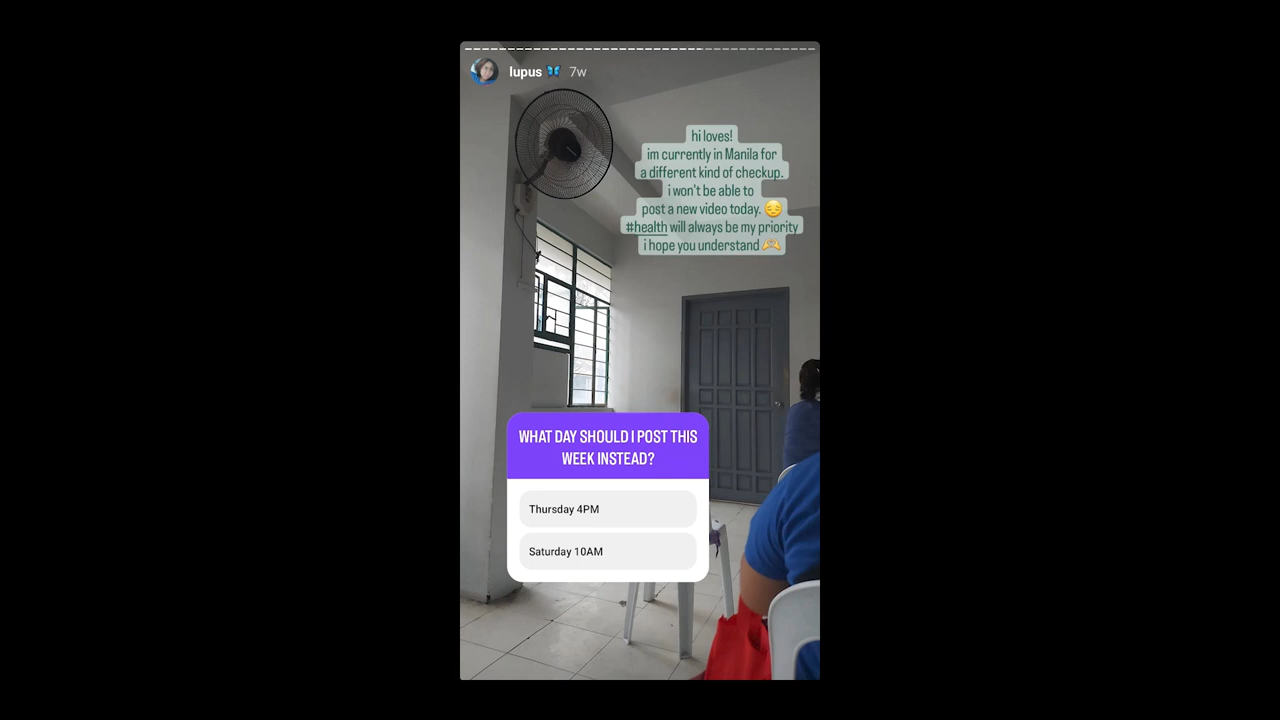 lupus 🦋 7w
hi loves!
im currently in Manila for
a different kind of checkup.
i won't be able to
post a new video today. 😔
#health will always be my priority
i hope you understand 🫶
WHAT DAY SHOULD I POST THIS
WEEK INSTEAD?
Thursday 4PM
Saturday 10AM